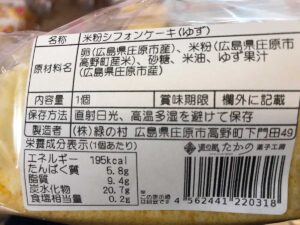 名称 米粉シフォンケーキ(ゆず)
原材料名 卵(広島県庄原市産)、米粉(広島県庄原市
高野町産米)、砂糖、米油、ゆず果汁
(広島県庄原市産)
内容量 1個 賞味期限 欄外に記載
保存方法 直射日光、高温多湿を避けて保存
製造者 (株)緑の村 広島県庄原市高野町下門田49
栄養成分表示(1個あたり)
エネルギー 195kcal
たんぱく質 5.8g
脂質 9.4g
炭水化物 20.7g
食塩相当量 0.2g
たかの 菓子工房
4 562441 220318